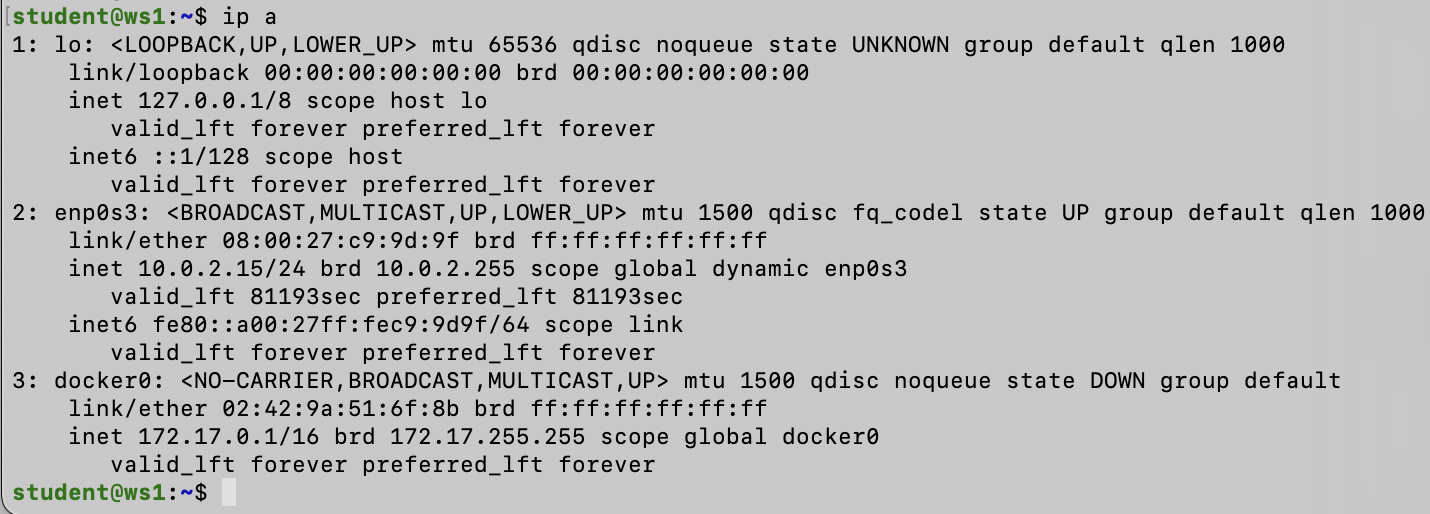 [student@ws1:~$ ip a
1: lo: <LOOPBACK,UP,LOWER_UP> mtu 65536 qdisc noqueue state UNKNOWN group default qlen 1000
    link/loopback 00:00:00:00:00:00 brd 00:00:00:00:00:00
    inet 127.0.0.1/8 scope host lo
       valid_lft forever preferred_lft forever
    inet6 ::1/128 scope host
       valid_lft forever preferred_lft forever
2: enp0s3: <BROADCAST,MULTICAST,UP,LOWER_UP> mtu 1500 qdisc fq_codel state UP group default qlen 1000
    link/ether 08:00:27:c9:9d:9f brd ff:ff:ff:ff:ff:ff
    inet 10.0.2.15/24 brd 10.0.2.255 scope global dynamic enp0s3
       valid_lft 81193sec preferred_lft 81193sec
    inet6 fe80::a00:27ff:fec9:9d9f/64 scope link
       valid_lft forever preferred_lft forever
3: docker0: <NO-CARRIER,BROADCAST,MULTICAST,UP> mtu 1500 qdisc noqueue state DOWN group default
    link/ether 02:42:9a:51:6f:8b brd ff:ff:ff:ff:ff:ff
    inet 172.17.0.1/16 brd 172.17.255.255 scope global docker0
       valid_lft forever preferred_lft forever
student@ws1:~$